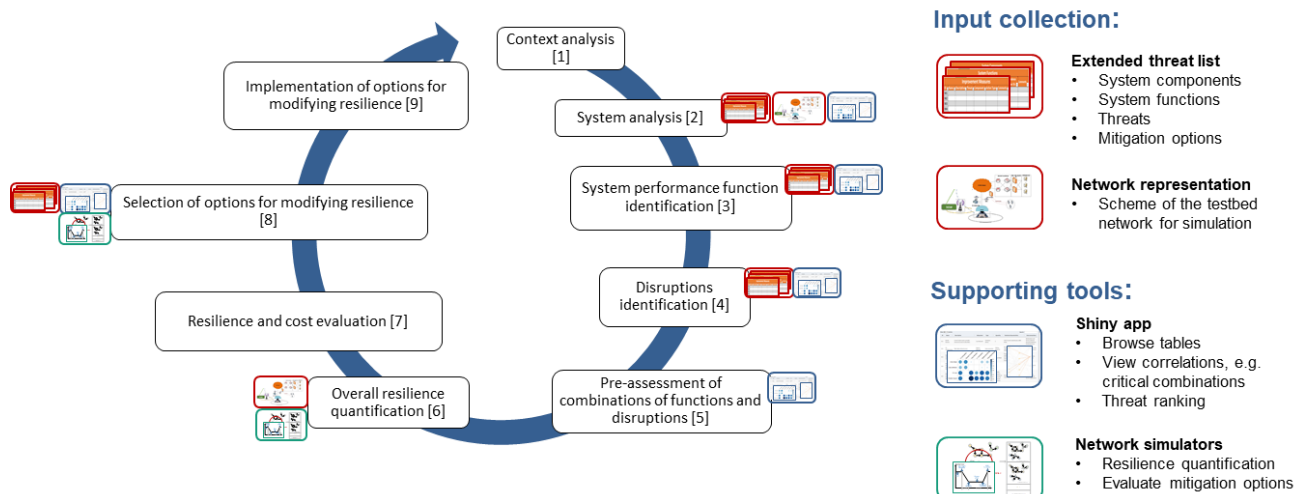 Context analysis
[1]
System analysis [2]
System performance function
identification [3]
Disruptions
identification [4]
Pre-assessment of
combinations of functions and
disruptions [5]
Overall resilience
quantification [6]
Resilience and cost evaluation [7]
Selection of options for modifying resilience
[8]
Implementation of options for
modifying resilience [9]
Input collection:
Extended threat list
• System components
• System functions
• Threats
• Mitigation options
Network representation
• Scheme of the testbed
network for simulation
Supporting tools:
Shiny app
• Browse tables
• View correlations, e.g.
critical combinations
• Threat ranking
Network simulators
• Resilience quantification
• Evaluate mitigation options